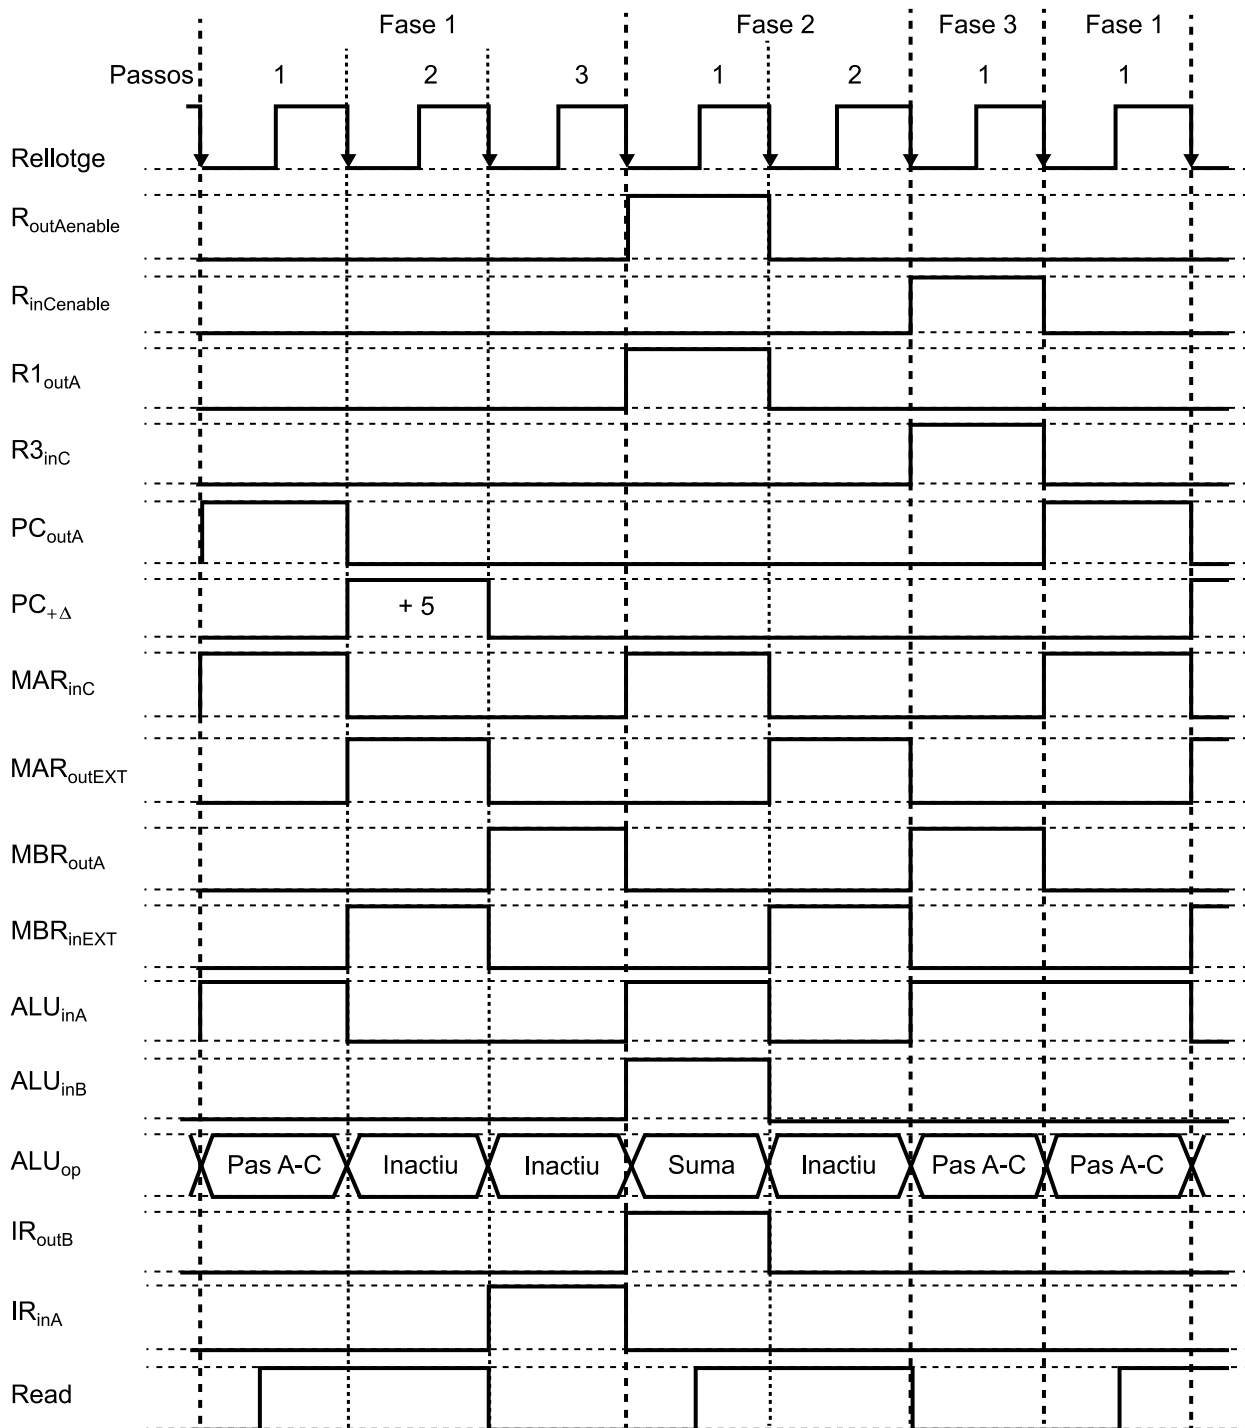 Fase 1 Fase 2 Fase 3 Fase 1
Passos 1 2 3 1 2 1 1
Rellotge
RoutAenable
RinCenable
R1outA
R3inC
PCoutA
PC+Δ + 5
MARinC
MARoutEXT
MBRoutA
MBRinEXT
ALUinA
ALUinB
ALUop Pas A-C Inactiu Inactiu Suma Inactiu Pas A-C Pas A-C
IRoutB
IRinA
Read